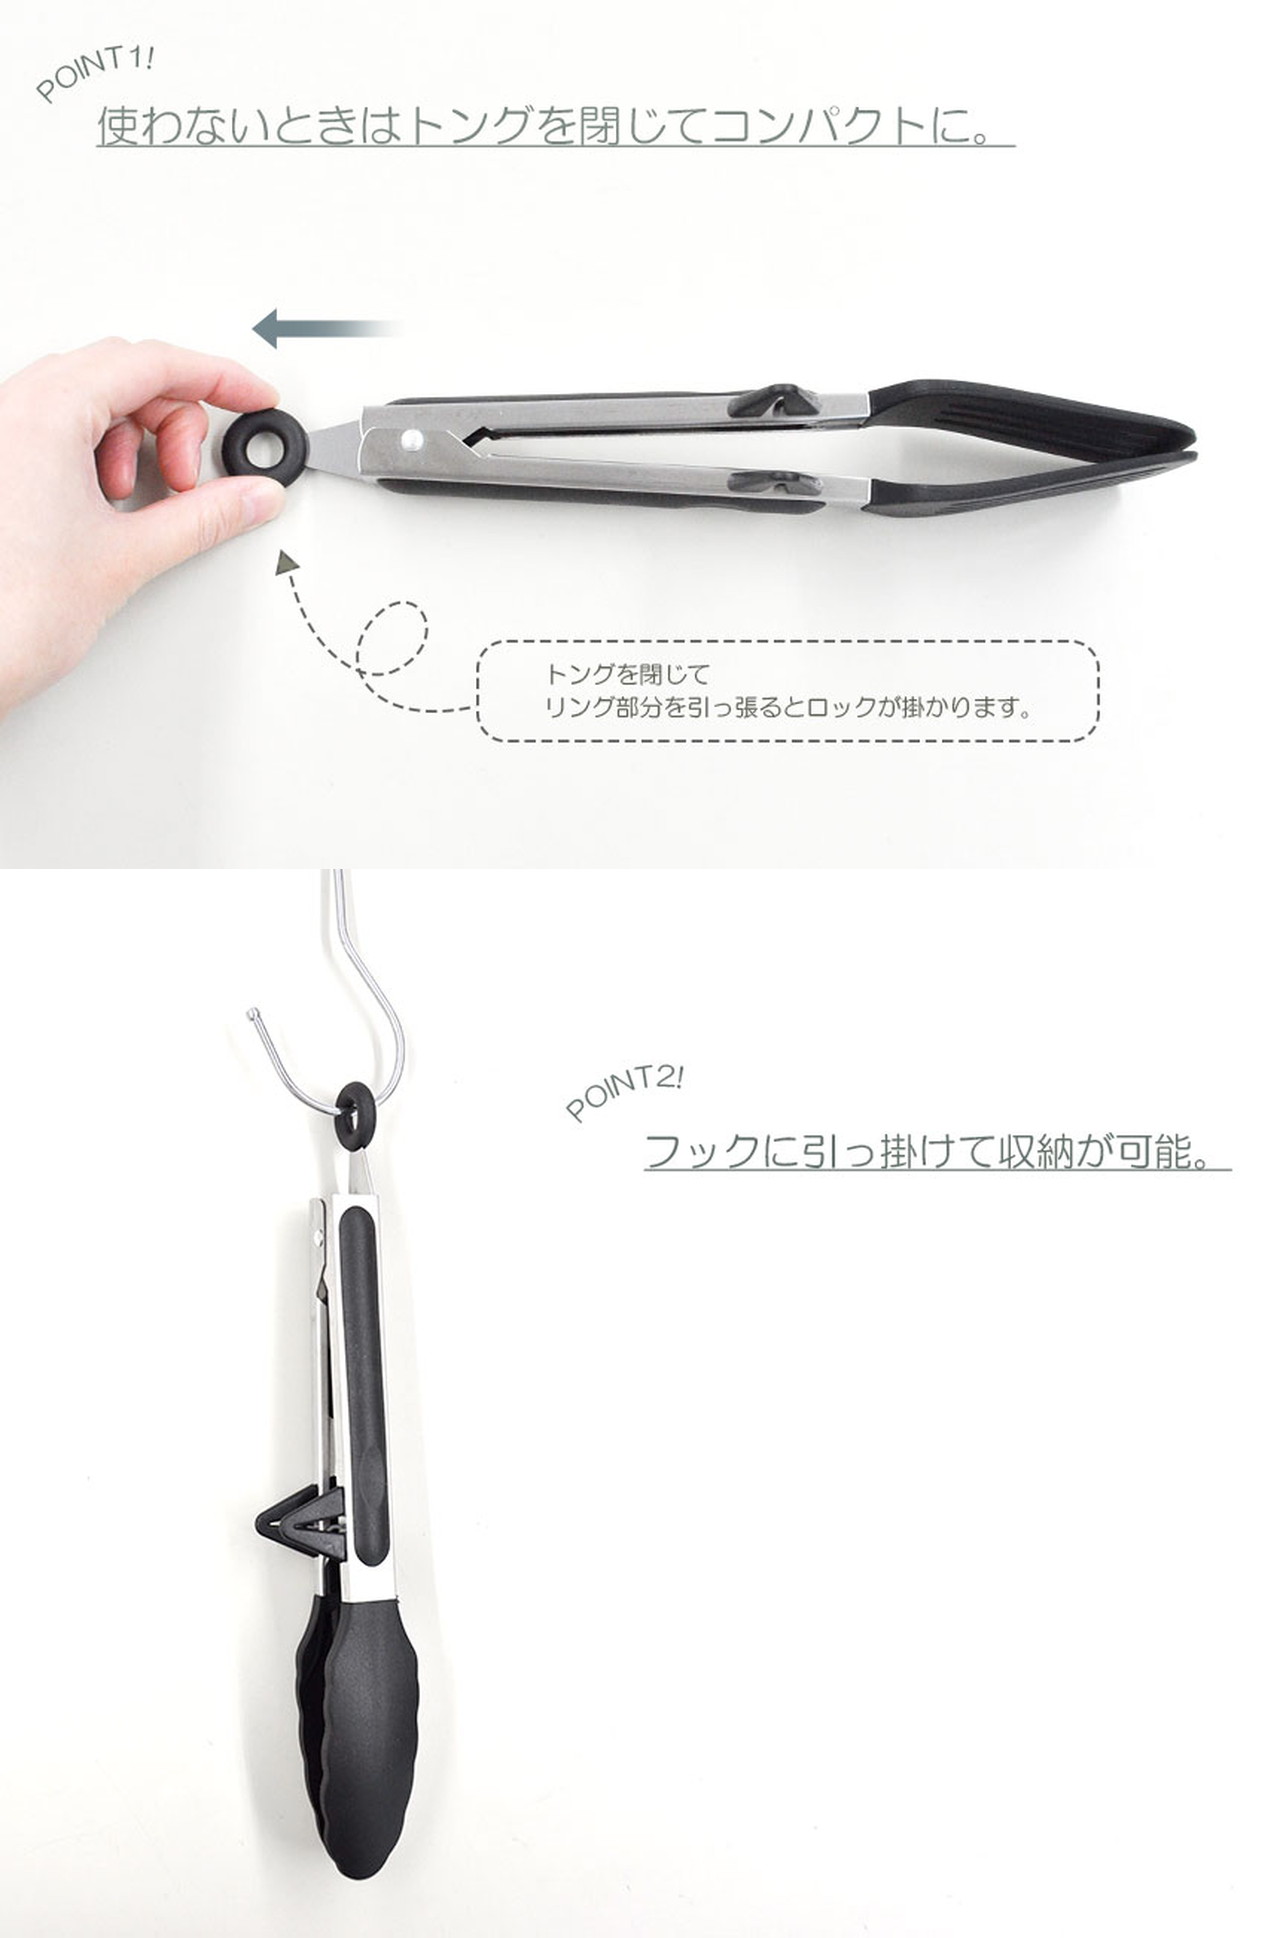 POINT1!
使わないときはトングを閉じてコンパクトに。
トングを閉じて
リング部分を引っ張るとロックが掛かります。
POINT2!
フックに引っ掛けて収納が可能。